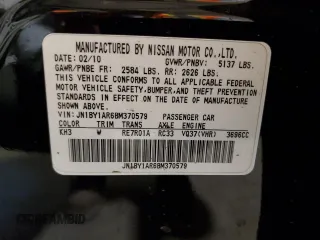 MANUFACTURED BY NISSAN MOTOR CO.,LTD.
DATE: 02/10 GVWR/PNBV: 5137 LBS.
GAWR/PNBE FR: 2584 LBS. RR: 2626 LBS.
THIS VEHICLE CONFORMS TO ALL APPLICABLE FEDERAL
MOTOR VEHICLE SAFETY,BUMPER,AND THEFT PREVENTION
STANDARDS IN EFFECT ON THE DATE OF MANUFACTURE
SHOWN ABOVE.
VIN: JN1BY1AR6BM370579 PASSENGER CAR
COLOR TRIM TRANS AXLE ENGINE
KH3 W RE7R01A RC33 VQ37(VHR) 3696CC
JN1BY1AR6BM370579